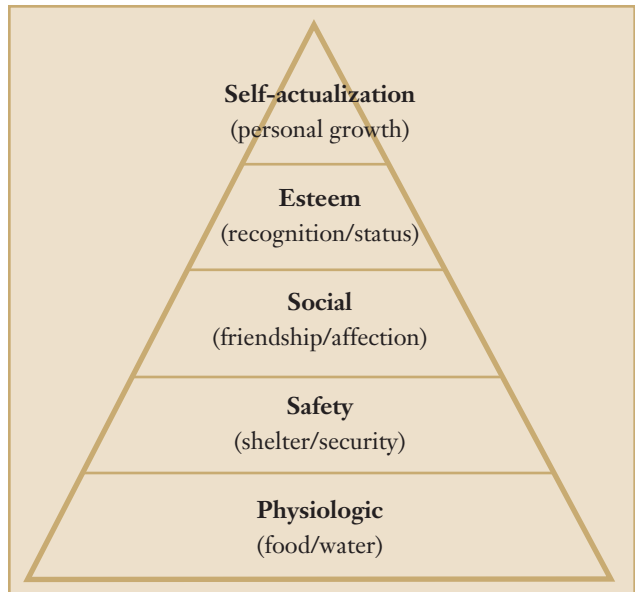 Self-actualization
(personal growth)
Esteem
(recognition/status)
Social
(friendship/affection)
Safety
(shelter/security)
Physiologic
(food/water)